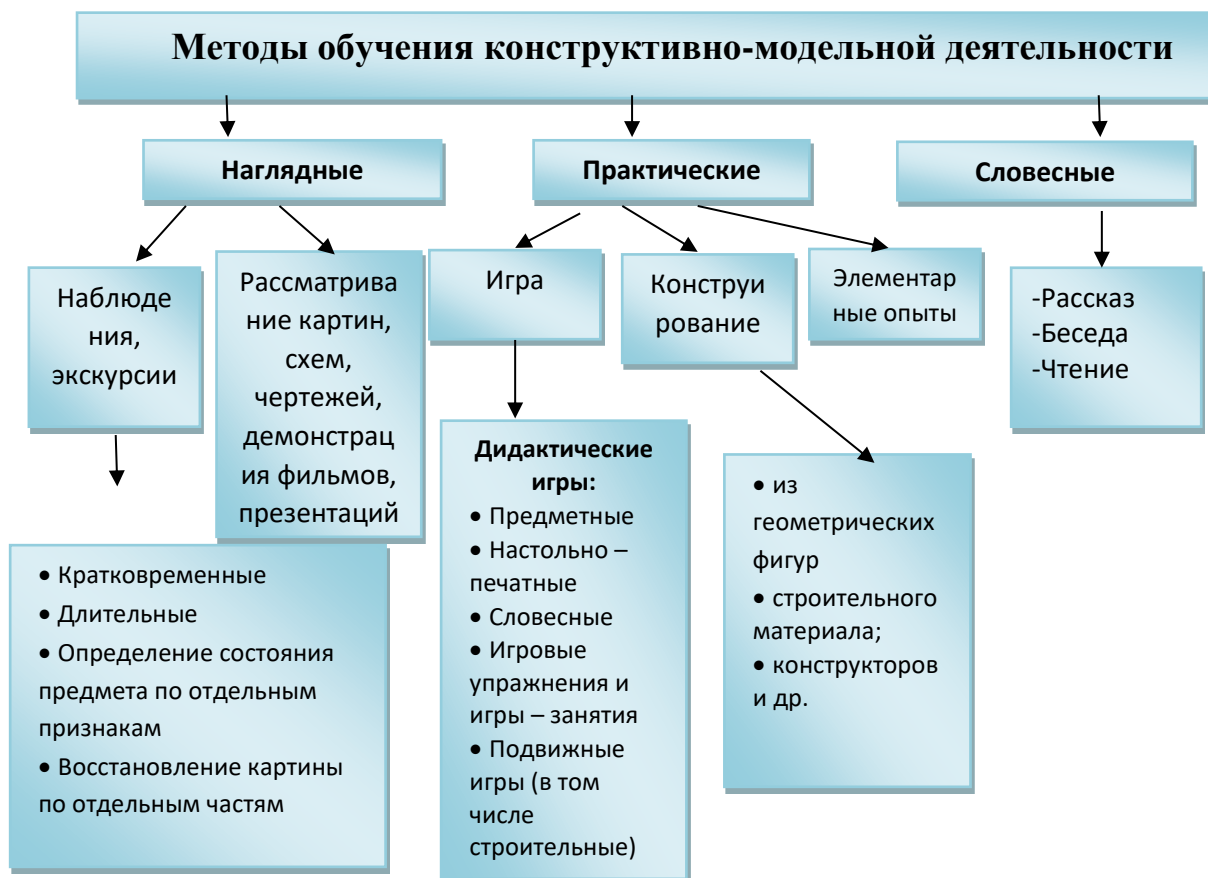 Методы обучения конструктивно-модельной деятельности
Наглядные
Практические
Словесные
Наблюде
ния,
экскурсии
Рассматрива
ние картин,
схем,
чертежей,
демонстрац
ия фильмов,
презентаций
Игра
Конструи
рование
Элементар
ные опыты
-Рассказ
-Беседа
-Чтение
• Кратковременные
• Длительные
• Определение состояния
предмета по отдельным
признакам
• Восстановление картины
по отдельным частям
Дидактические
игры:
• Предметные
• Настольно –
печатные
• Словесные
• Игровые
упражнения и
игры – занятия
• Подвижные
игры (в том
числе
строительные)
• из
геометрических
фигур
• строительного
материала;
• конструкторов
и др.